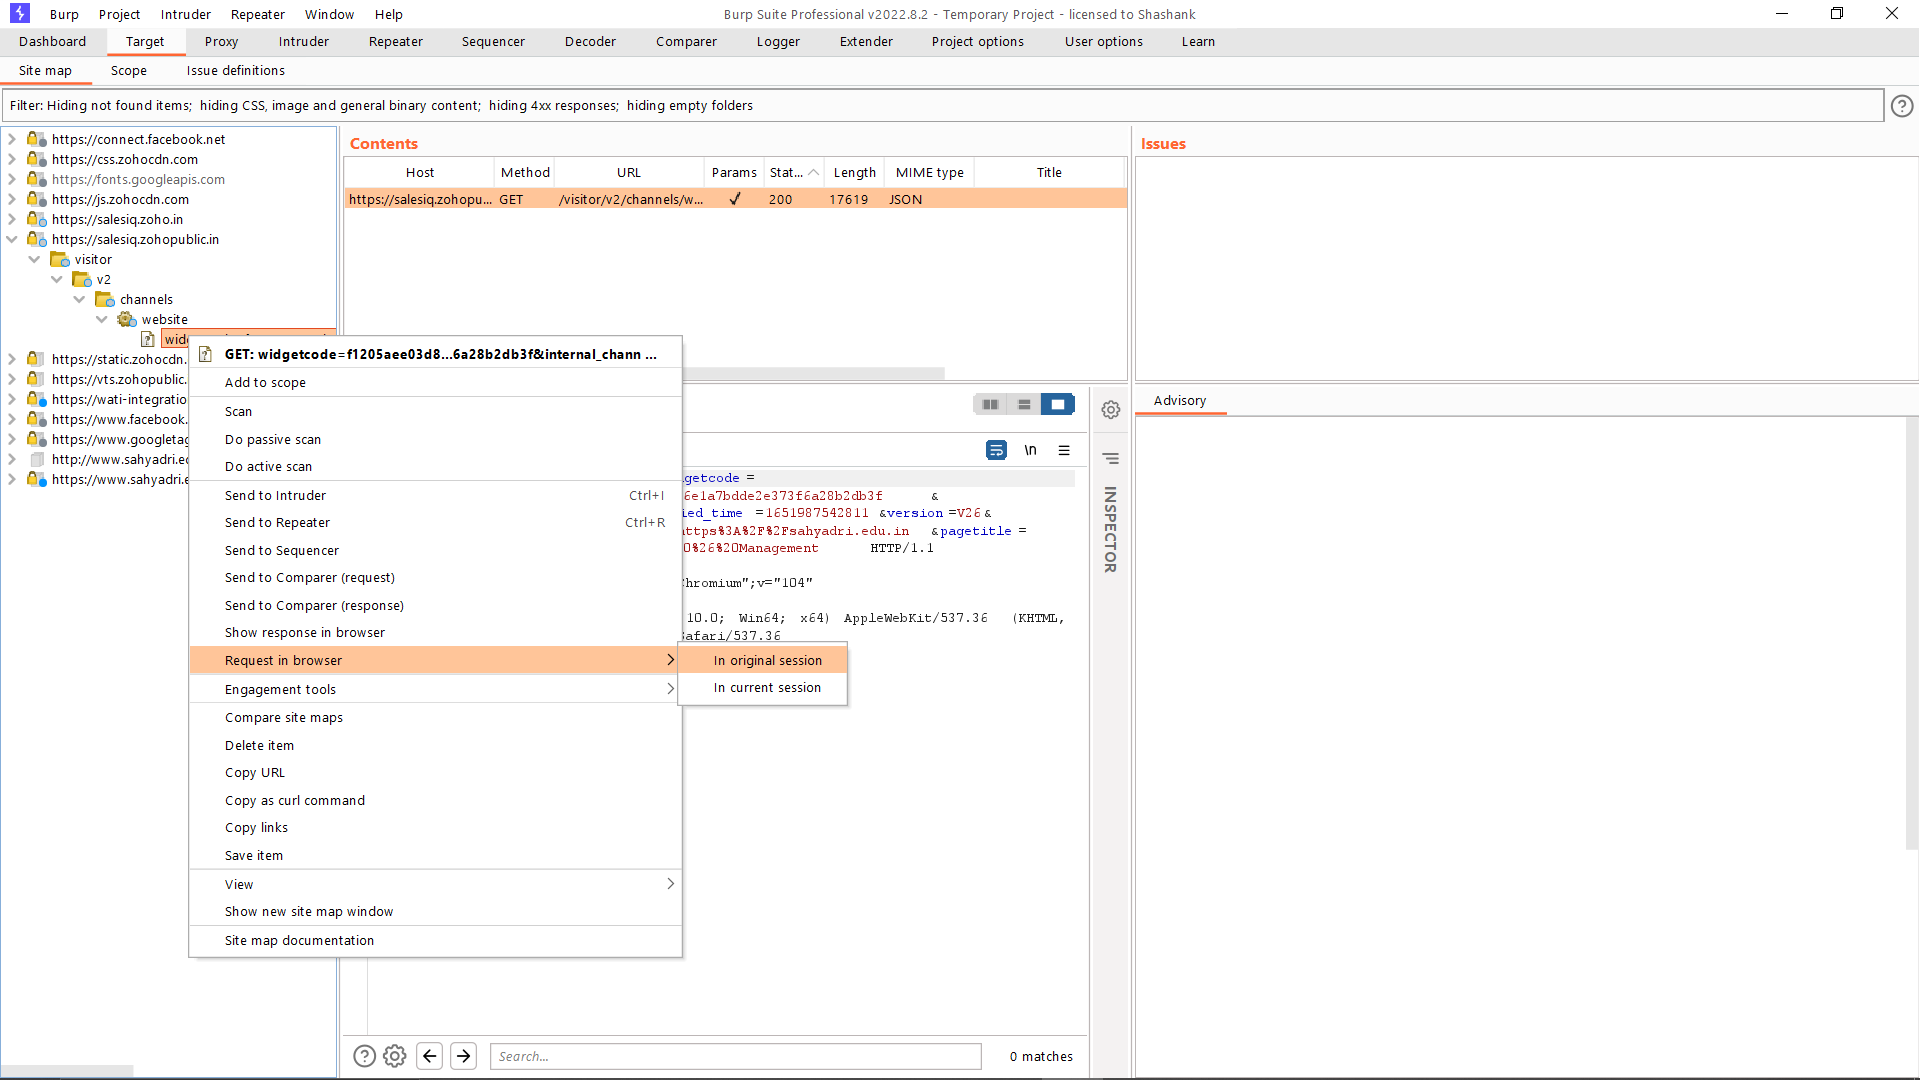 Burp Project Intruder Repeater Window Help
Burp Suite Professional v2022.8.2 - Temporary Project - licensed to Shashank
Dashboard Target Proxy Intruder Repeater Sequencer Decoder Comparer Logger Extender Project options User options Learn
Site map Scope Issue definitions
Filter: Hiding not found items; hiding CSS, image and general binary content; hiding 4xx responses; hiding empty folders
https://connect.facebook.net
https://css.zohocdn.com
https://fonts.googleapis.com
https://js.zohocdn.com
https://salesiq.zoho.in
https://salesiq.zohopublic.in
visitor
v2
channels
website
wid
https://static.zohocdn.
https://vts.zohopublic.
https://wati-integratio
https://www.facebook.
https://www.googletag
http://www.sahyadri.e
https://www.sahyadri.e
Contents
Host Method URL Params Stat... Length MIME type Title
https://salesiq.zohopu... GET /visitor/v2/channels/w... ✓ 200 17619 JSON
Issues
Advisory
GET: widgetcode=f1205aee03d8...6a28b2db3f&internal_chann ...
Add to scope
Scan
Do passive scan
Do active scan
Send to Intruder Ctrl+I
Send to Repeater Ctrl+R
Send to Sequencer
Send to Comparer (request)
Send to Comparer (response)
Show response in browser
Request in browser
Engagement tools
Compare site maps
Delete item
Copy URL
Copy as curl command
Copy links
Save item
View
Show new site map window
Site map documentation
In original session
In current session
\n
getcode =
6e1a7bdde2e373f6a28b2db3f &
ied_time =1651987542811 &version =V26 &
ttps%3A%2F%2Fsahyadri.edu.in &pagetitle =
0%26%20Management HTTP/1.1
hromium";v="104"
10.0; Win64; x64) AppleWebKit/537.36 (KHTML,
Safari/537.36
INSPECTOR
Search...
0 matches